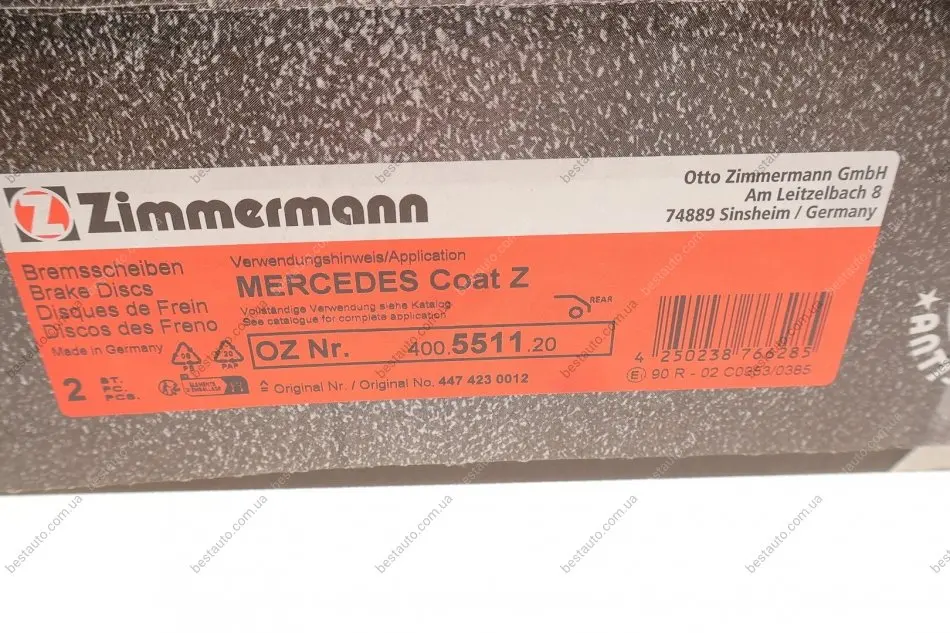 Zimmermann
Otto Zimmermann GmbH
Am Leitzelbach 8
74889 Sinsheim / Germany
Bremsscheiben
Brake Discs
Disques de Frein
Discos des Freno
Made in Germany
2 ST.
PC.
PCS.
Verwendungshinweis/Application
MERCEDES Coat Z
Vollständige Verwendung siehe Katalog
See catalogue for complete application
REAR
OZ Nr. 400.5511.20
PAP
≙ Original Nr. / Original No. 447 423 0012
4 250238 766285
E1 90 R - 02 C0253/0385
bestauto.com.ua